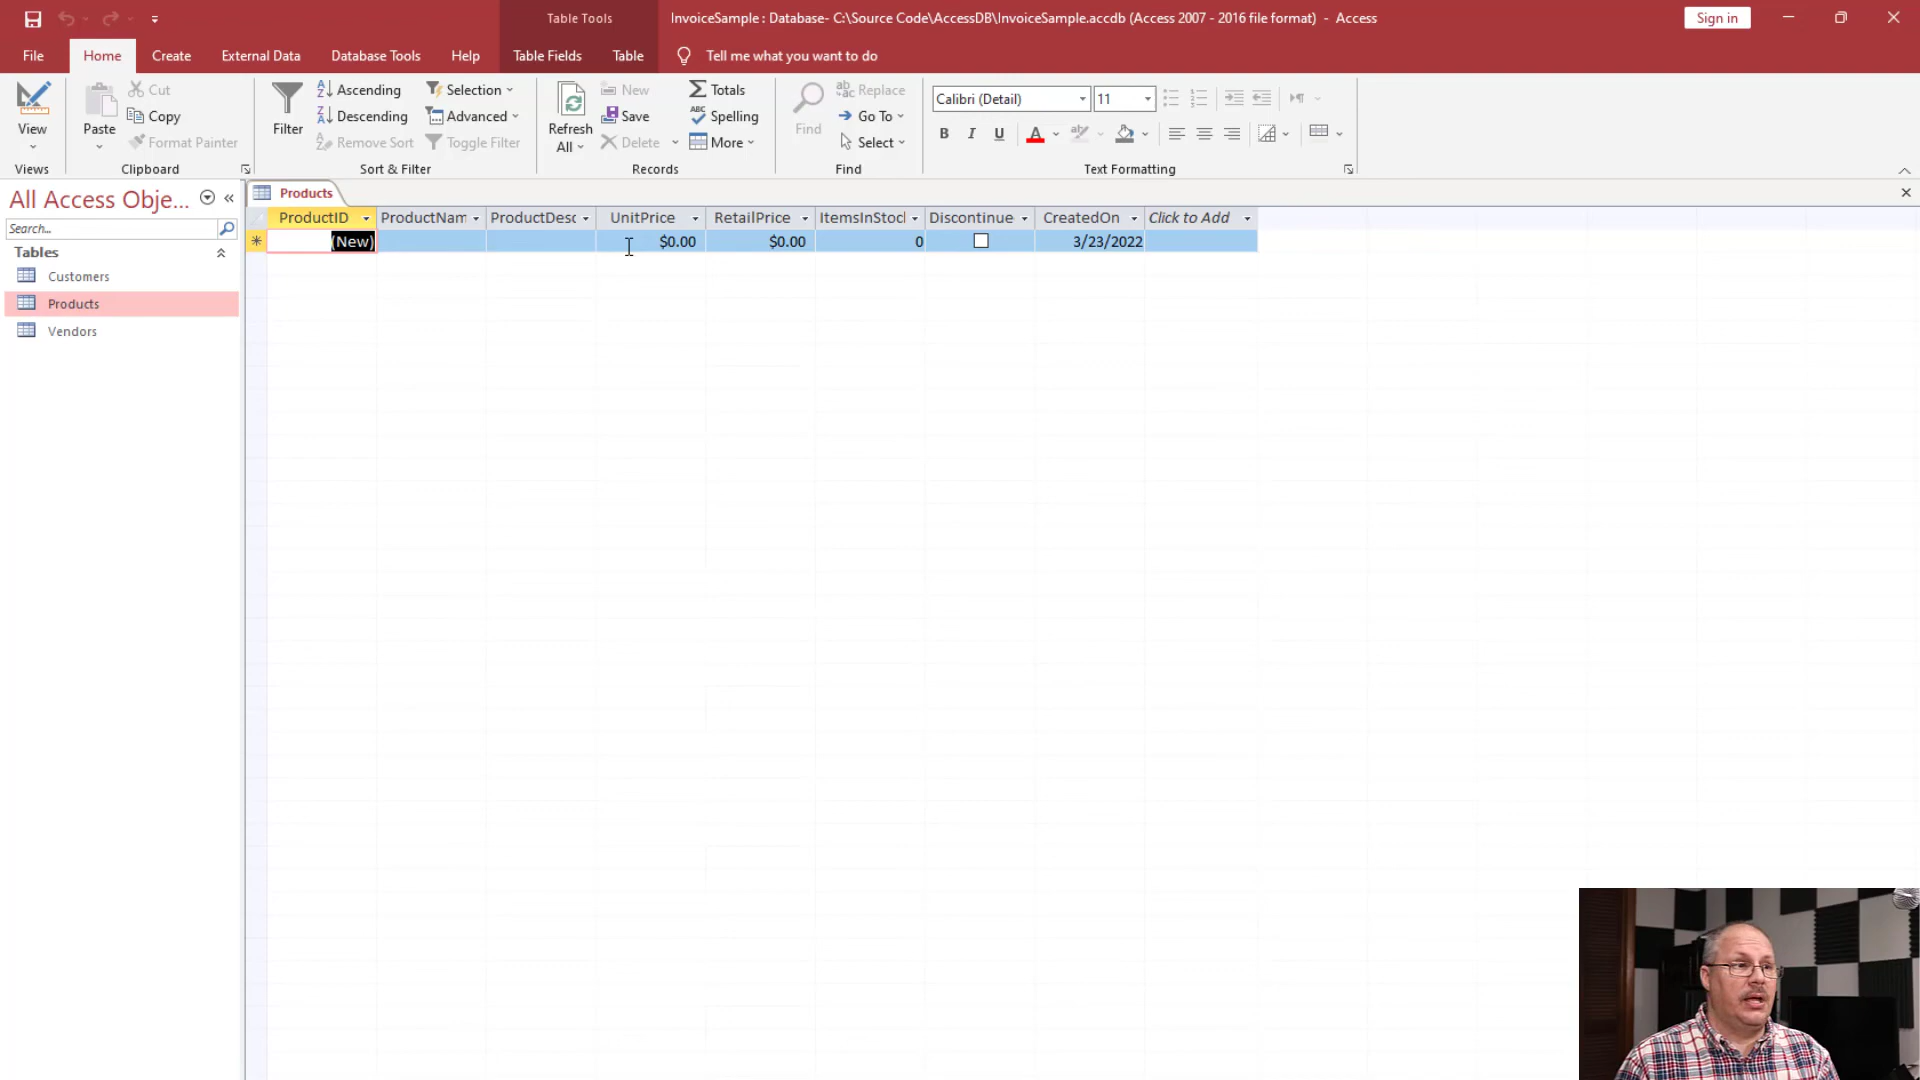 Table Tools
InvoiceSample : Database- C:\Source Code\AccessDB\InvoiceSample.accdb (Access 2007 - 2016 file format) - Access
Sign in
File Home Create External Data Database Tools Help Table Fields Table Tell me what you want to do
View
Views
Paste
Cut
Copy
Format Painter
Clipboard
Filter
Ascending
Descending
Remove Sort
Selection
Advanced
Toggle Filter
Sort & Filter
Refresh
All
New
Save
Delete
Totals
Spelling
More
Records
Find
Replace
Go To
Select
Find
Calibri (Detail) 11
B I U A
Text Formatting
All Access Obje...
Search...
Tables
Customers
Products
Vendors
Products
ProductID ProductNam ProductDesc UnitPrice RetailPrice ItemsInStock Discontinue CreatedOn Click to Add
(New) $0.00 $0.00 0 3/23/2022